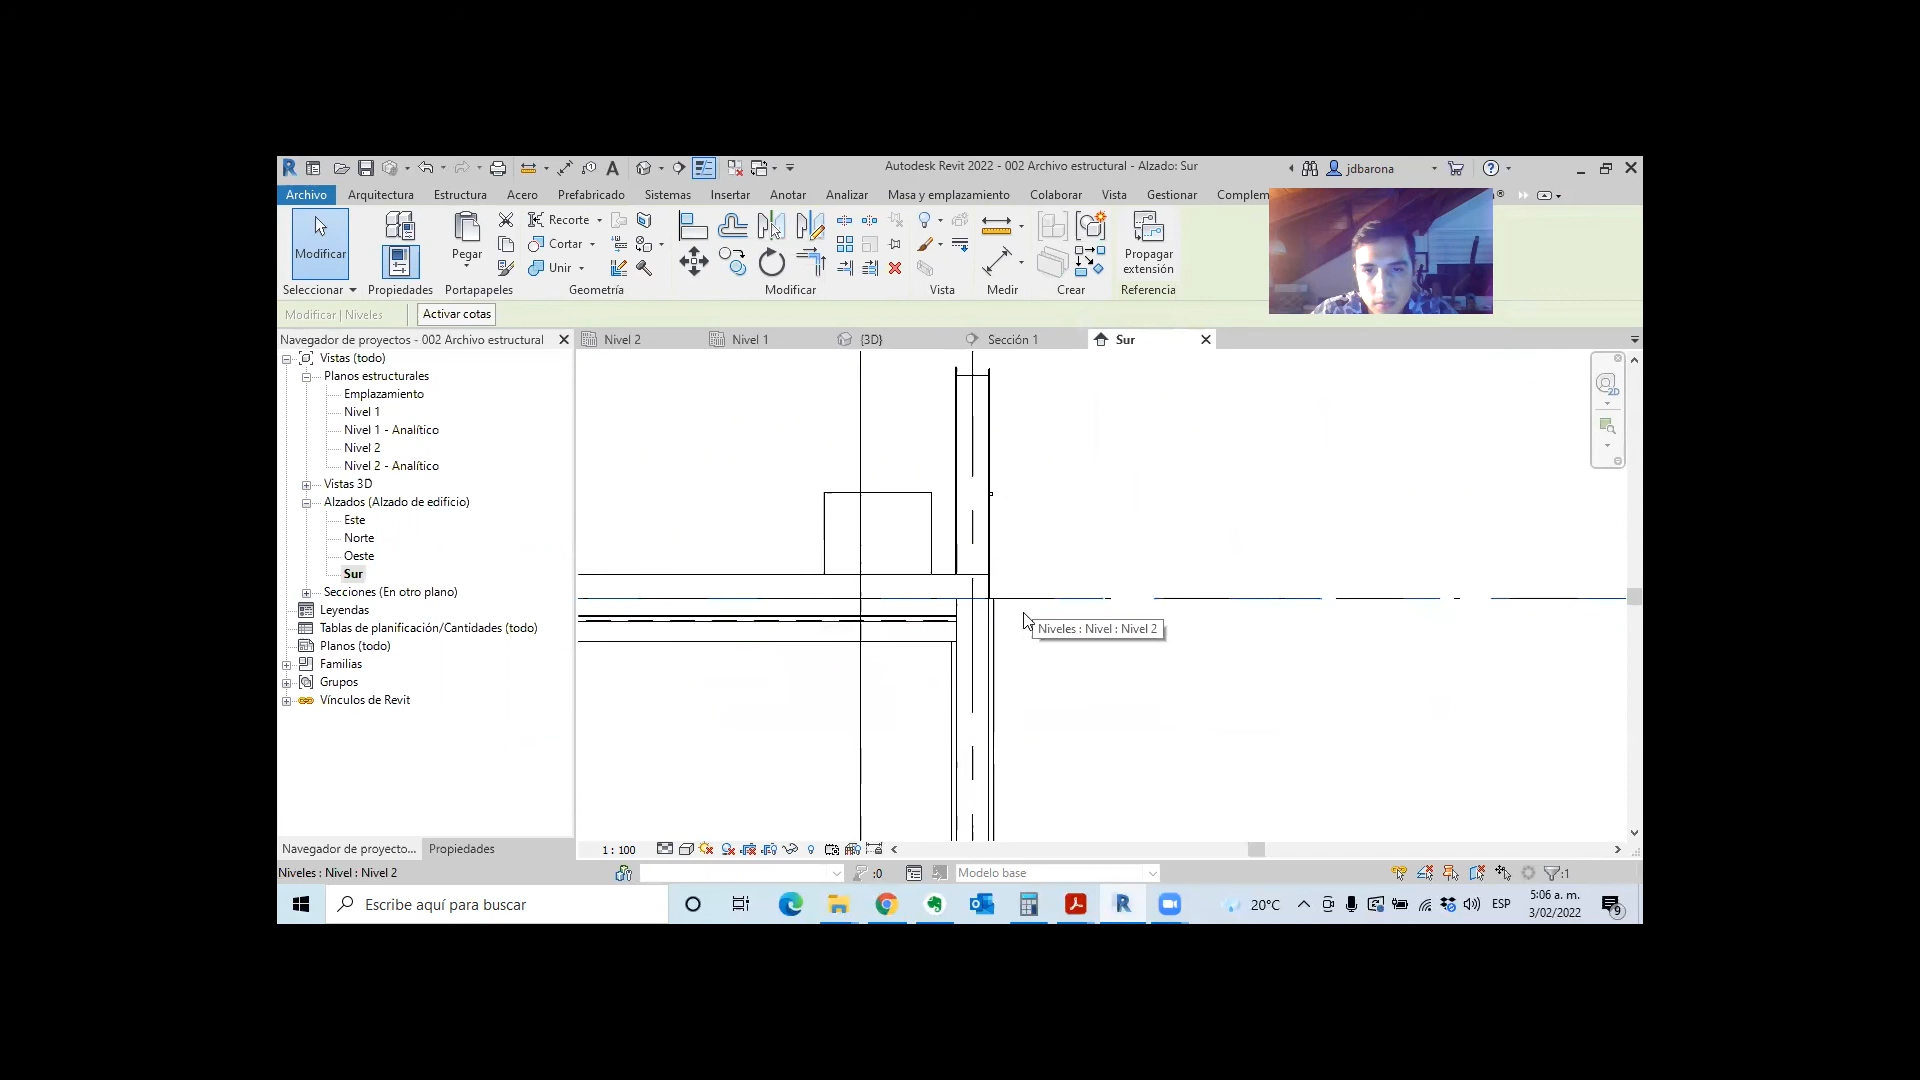 Autodesk Revit 2022 - 002 Archivo estructural - Alzado: Sur
jdbarona
Archivo Arquitectura Estructura Acero Prefabricado Sistemas Insertar Anotar Analizar Masa y emplazamiento Colaborar Vista Gestionar Complem
Modificar
Pegar
Recorte
Cortar
Unir
Propagar
extensión
Seleccionar Propiedades Portapapeles Geometría Modificar Vista Medir Crear Referencia
Modificar | Niveles Activar cotas
Navegador de proyectos - 002 Archivo estructural
Nivel 2 Nivel 1 {3D} Sección 1 Sur
Vistas (todo)
Planos estructurales
Emplazamiento
Nivel 1
Nivel 1 - Analítico
Nivel 2
Nivel 2 - Analítico
Vistas 3D
Alzados (Alzado de edificio)
Este
Norte
Oeste
Sur
Secciones (En otro plano)
Leyendas
Tablas de planificación/Cantidades (todo)
Planos (todo)
Familias
Grupos
Vínculos de Revit
2D
Niveles : Nivel : Nivel 2
Navegador de proyecto... Propiedades
1 : 100
Niveles : Nivel : Nivel 2
:0
Modelo base
:1
Escribe aquí para buscar
20°C
ESP
5:06 a. m.
3/02/2022
9